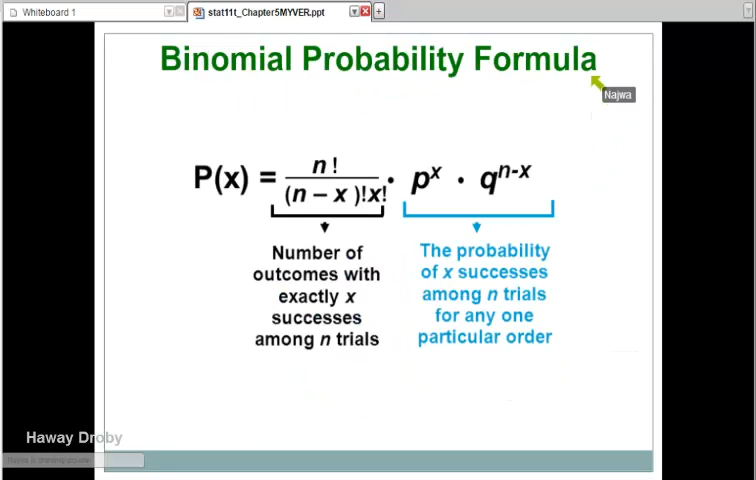 Whiteboard 1
stat11t_Chapter5MYVER.ppt
Binomial Probability Formula
Najwa
P(x) = n! / (n – x)!x! · p^x · q^(n-x)
Number of
outcomes with
exactly x
successes
among n trials
The probability
of x successes
among n trials
for any one
particular order
Haway Droby